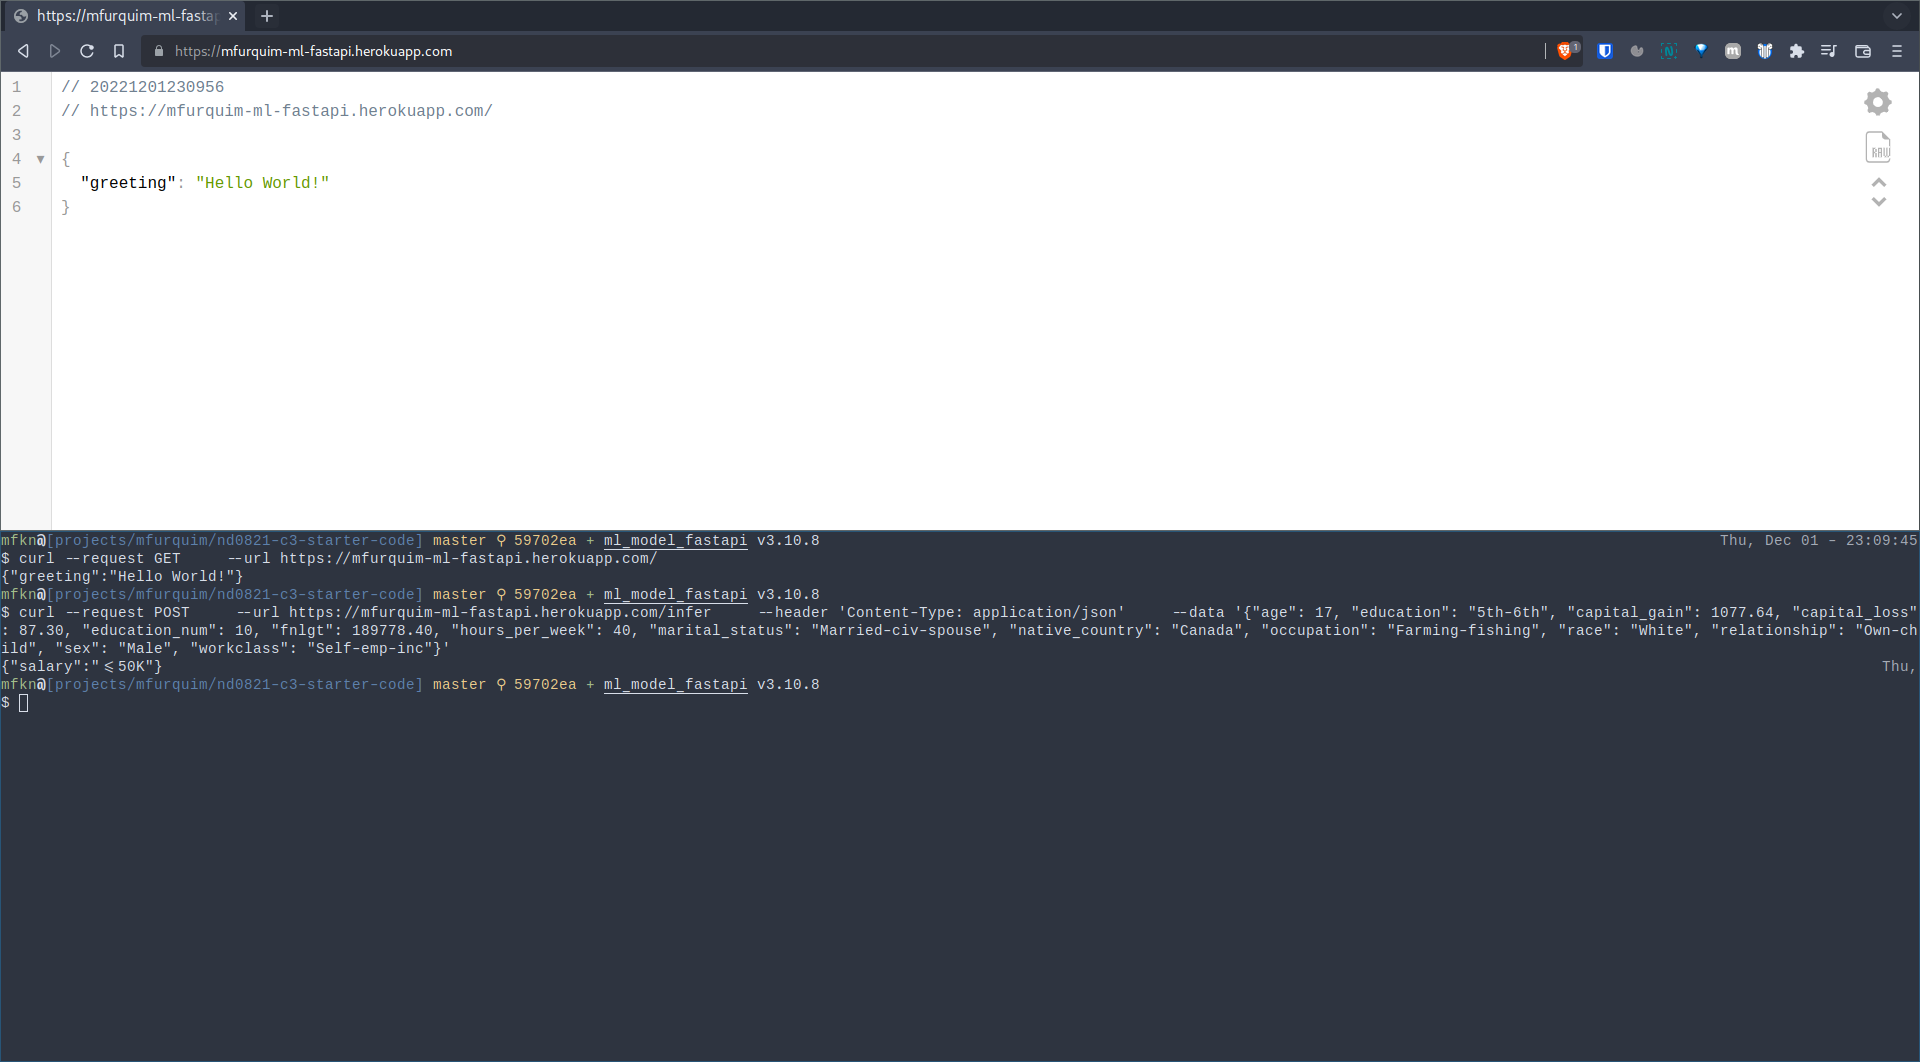 https://mfurquim-ml-fasta
https://mfurquim-ml-fastapi.herokuapp.com
1
1 // 20221201230956
2 // https://mfurquim-ml-fastapi.herokuapp.com/
3
4 {
5 "greeting": "Hello World!"
6 }
RAW
mfkn@[projects/mfurquim/nd0821-c3-starter-code] master ⚲ 59702ea + ml_model_fastapi v3.10.8 Thu, Dec 01 - 23:09:45
$ curl --request GET --url https://mfurquim-ml-fastapi.herokuapp.com/
{"greeting":"Hello World!"}
mfkn@[projects/mfurquim/nd0821-c3-starter-code] master ⚲ 59702ea + ml_model_fastapi v3.10.8
$ curl --request POST --url https://mfurquim-ml-fastapi.herokuapp.com/infer --header 'Content-Type: application/json' --data '{"age": 17, "education": "5th-6th", "capital_gain": 1077.64, "capital_loss"
: 87.30, "education_num": 10, "fnlgt": 189778.40, "hours_per_week": 40, "marital_status": "Married-civ-spouse", "native_country": "Canada", "occupation": "Farming-fishing", "race": "White", "relationship": "Own-ch
ild", "sex": "Male", "workclass": "Self-emp-inc"}'
{"salary":"<=50K"} Thu,
mfkn@[projects/mfurquim/nd0821-c3-starter-code] master ⚲ 59702ea + ml_model_fastapi v3.10.8
$